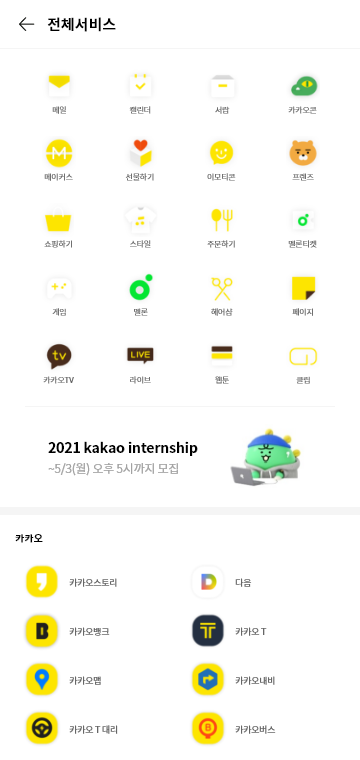 전체서비스
메일
캘린더
서랍
카카오콘
메이커스
선물하기
이모티콘
프렌즈
쇼핑하기
스타일
주문하기
멜론티켓
게임
멜론
헤어샵
페이지
tv
LIVE
카카오TV
라이브
웹툰
클립
2021 kakao internship
~5/3(월) 오후 5시까지 모집
카카오
카카오스토리
다음
카카오뱅크
카카오 T
카카오맵
카카오내비
카카오 T 대리
카카오버스